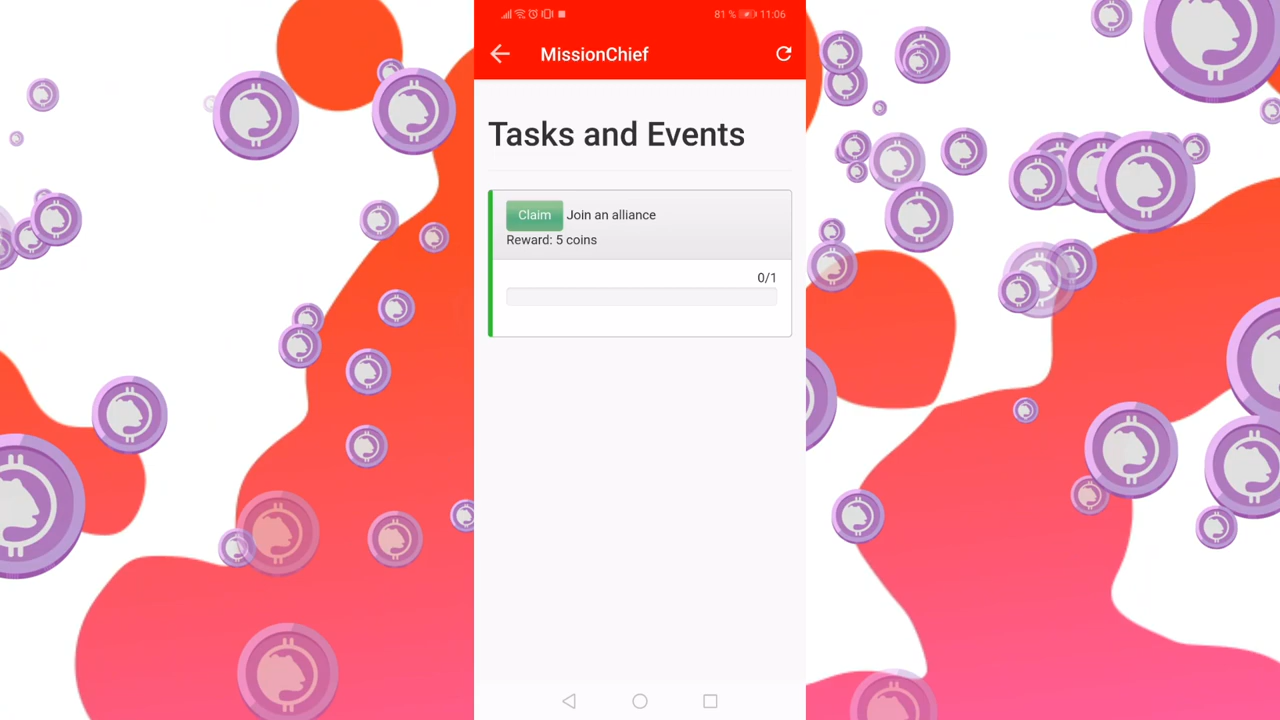 81 % 11:06
MissionChief
Tasks and Events
Claim Join an alliance
Reward: 5 coins
0/1